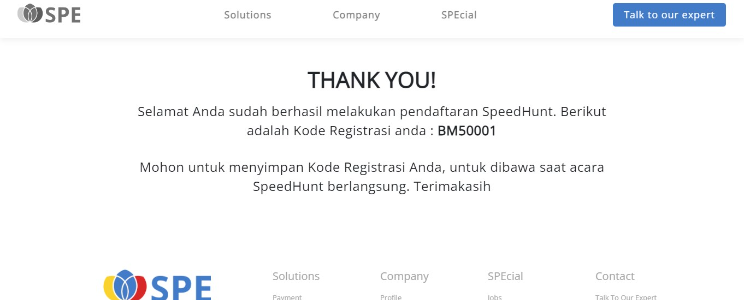 SPE Solutions Company SPEcial Talk to our expert
THANK YOU!
Selamat Anda sudah berhasil melakukan pendaftaran SpeedHunt. Berikut
adalah Kode Registrasi anda : BM50001
Mohon untuk menyimpan Kode Registrasi Anda, untuk dibawa saat acara
SpeedHunt berlangsung. Terimakasih
SPE Solutions Company SPEcial Contact
Payment Profile Jobs Talk To Our Expert